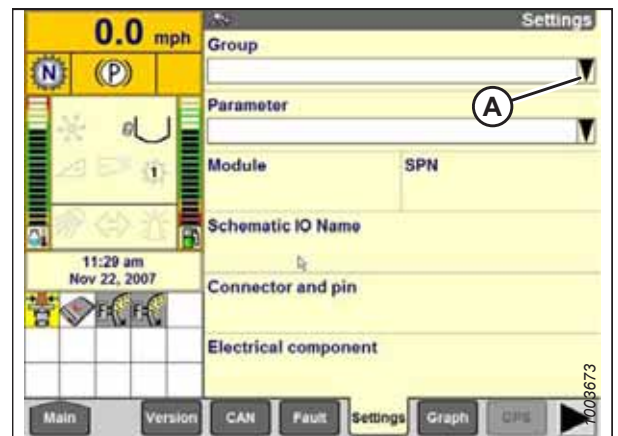 0.0 mph
Settings
Group
N
(P)
A
Parameter
1
Module
SPN
Schematic IO Name
11:29 am
Nov 22, 2007
Connector and pin
Electrical component
Main
Version
CAN
Fault
Settings
Graph
GPS
1003673